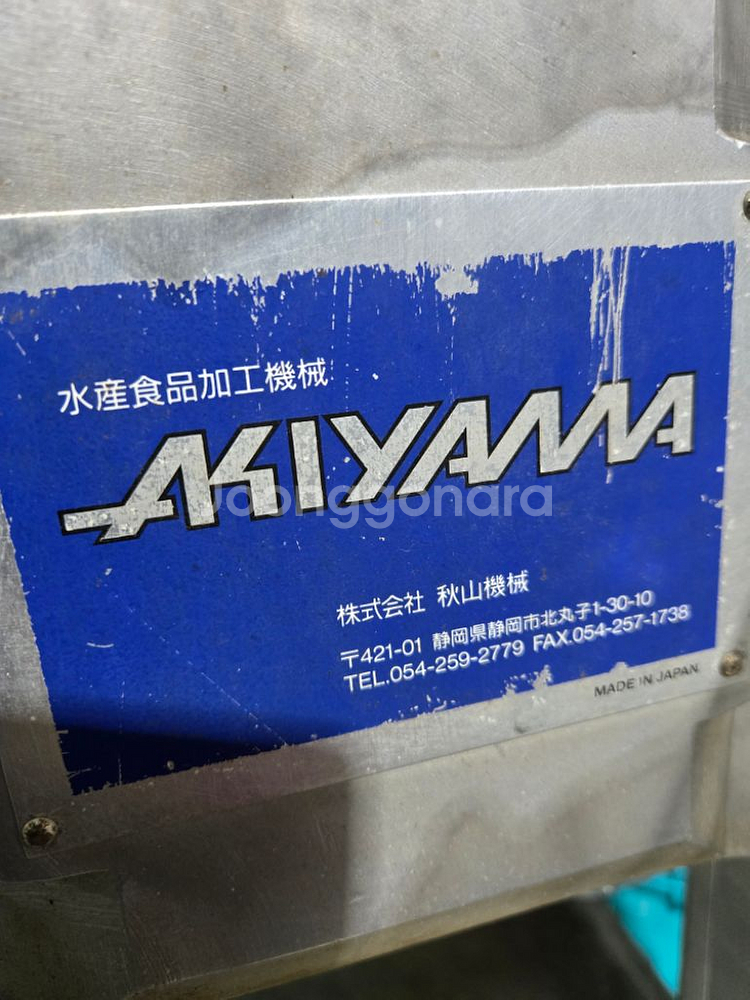 水産食品加工機械
AKIYAMA
Joonggonara
株式会社 秋山機械
〒421-01 静岡県静岡市北丸子1-30-10
TEL.054-259-2779 FAX.054-257-1738
MADE IN JAPAN